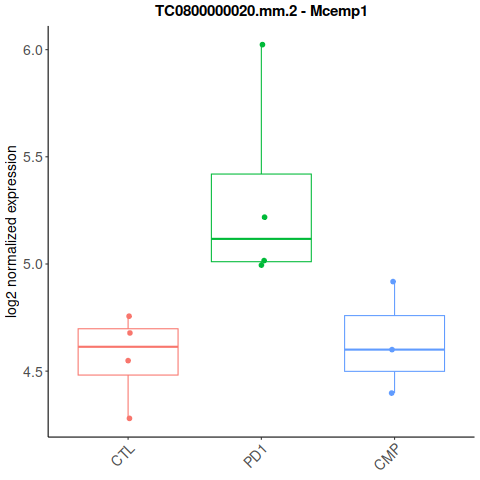 TC0800000020.mm.2 - Mcemp1
log2 normalized expression
6.0
5.5
5.0
4.5
CTL
PD1
CMP